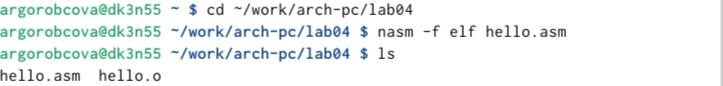 argorobcova@dk3n55 ~ $ cd ~/work/arch-pc/lab04
argorobcova@dk3n55 ~/work/arch-pc/lab04 $ nasm -f elf hello.asm
argorobcova@dk3n55 ~/work/arch-pc/lab04 $ ls
hello.asm  hello.o